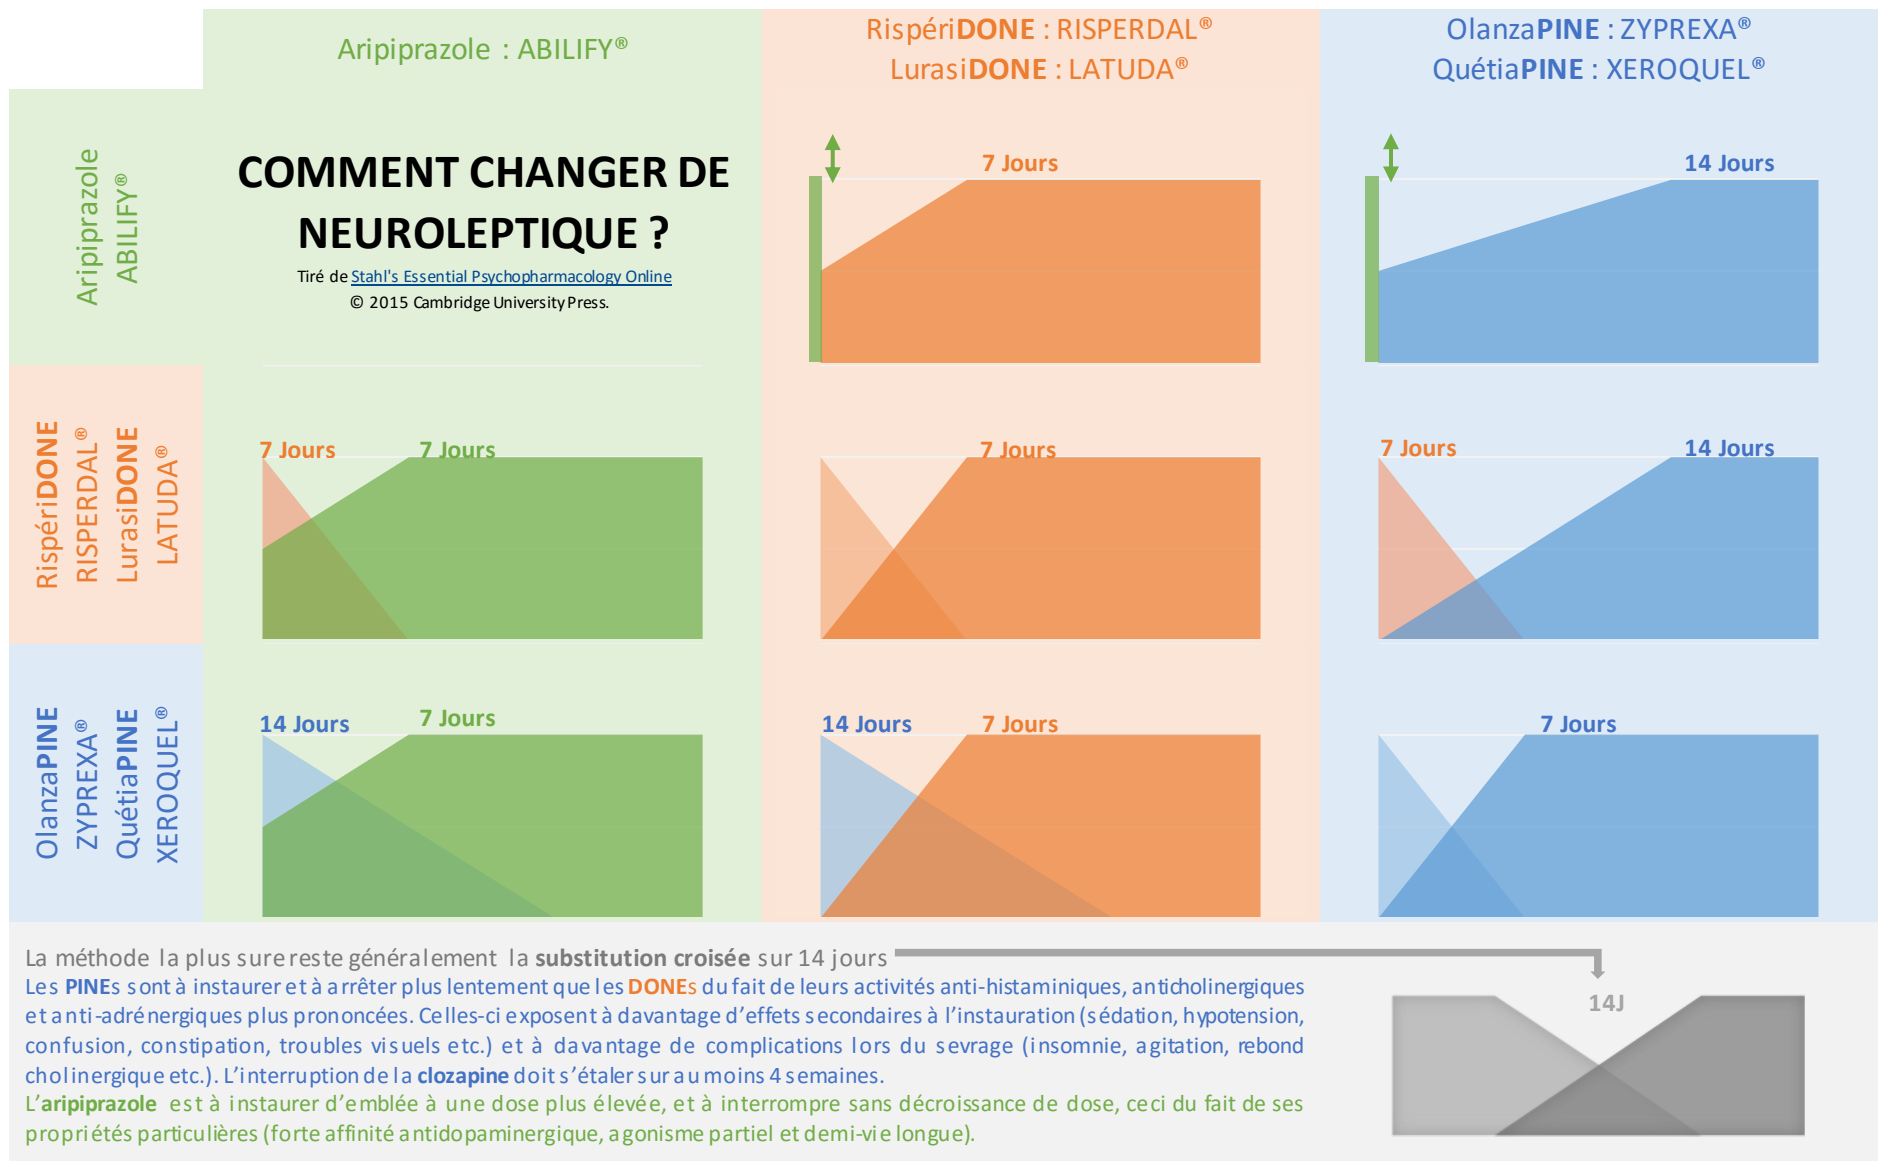 Aripiprazole : ABILIFY®
RispériDONE : RISPERDAL®
LurasiDONE : LATUDA®
OlanzaPINE : ZYPREXA®
QuétiaPINE : XEROQUEL®
Aripiprazole
ABILIFY®
COMMENT CHANGER DE
NEUROLEPTIQUE ?
Tiré de Stahl's Essential Psychopharmacology Online
© 2015 Cambridge University Press.
7 Jours
14 Jours
RispériDONE
RISPERDAL®
LurasiDONE
LATUDA®
7 Jours
7 Jours
7 Jours
7 Jours
14 Jours
OlanzaPINE
ZYPREXA®
QuétiaPINE
XEROQUEL®
14 Jours
7 Jours
14 Jours
7 Jours
7 Jours
La méthode la plus sure reste généralement la substitution croisée sur 14 jours
Les PINEs sont à instaurer et à arrêter plus lentement que les DONEs du fait de leurs activités anti-histaminiques, anticholinergiques
et anti-adrénergiques plus prononcées. Celles-ci exposent à davantage d'effets secondaires à l'instauration (sédation, hypotension,
confusion, constipation, troubles visuels etc.) et à davantage de complications lors du sevrage (insomnie, agitation, rebond
cholinergique etc.). L'interruption de la clozapine doit s'étaler sur au moins 4 semaines.
L'aripiprazole est à instaurer d'emblée à une dose plus élevée, et à interrompre sans décroissance de dose, ceci du fait de ses
propriétés particulières (forte affinité antidopaminergique, agonisme partiel et demi-vie longue).
14J